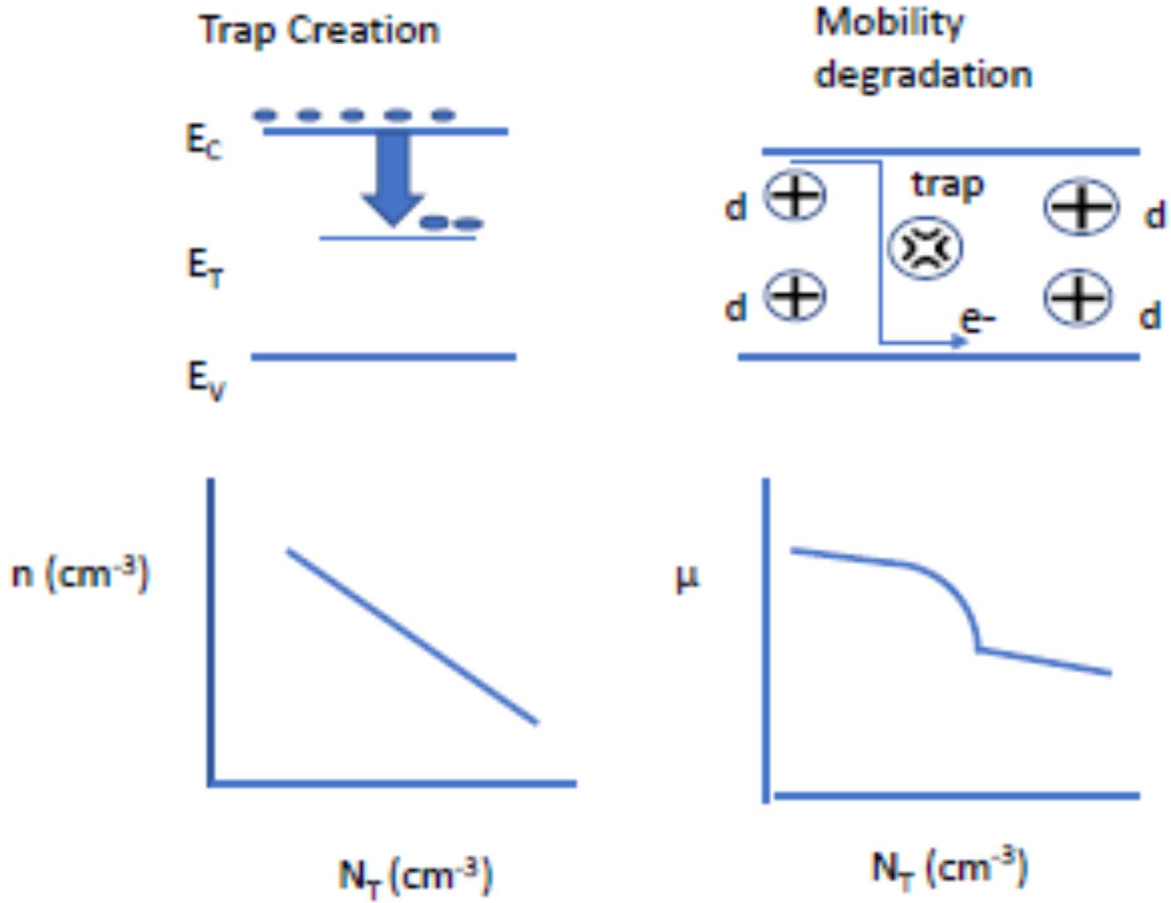 Trap Creation
Mobility
degradation
E_C
E_T
E_V
trap
d
d
d
e-
d
n (cm⁻³)
N_T (cm⁻³)
μ
N_T (cm⁻³)